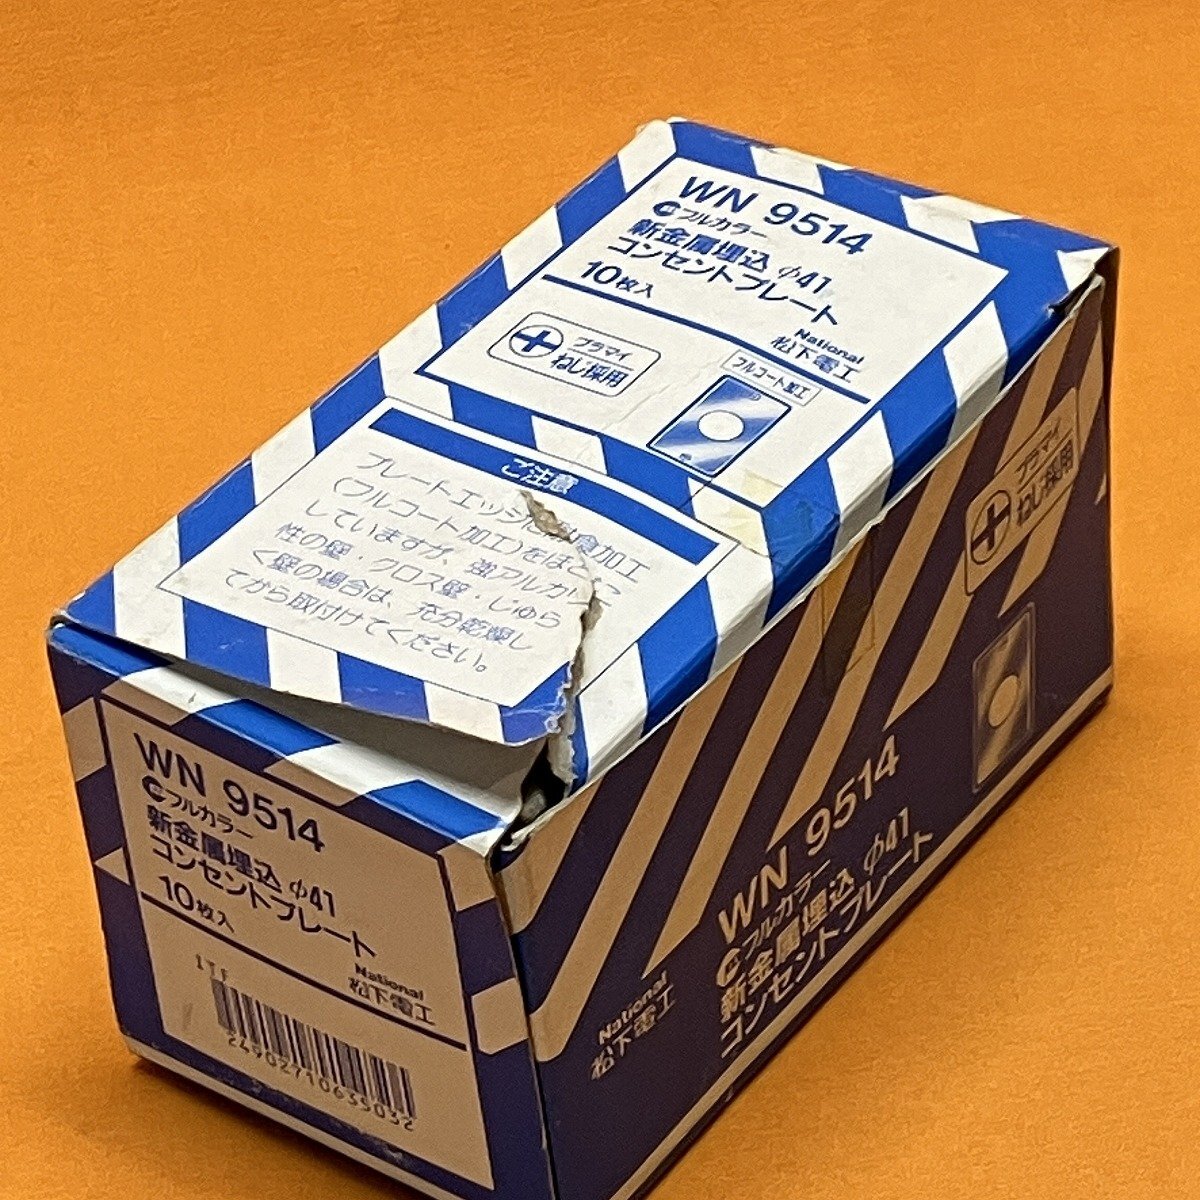 WN 9514
フルカラー
新金属埋込 φ41
コンセントプレート
10枚入
National
松下電工
プラマイ
ねじ採用
フルコート加工
ご注意
プレートエッジに 食加工
(フルコート加工)をほ
していますが、強アルカリ
性の壁・クロス壁・じゅら
く壁の場合は、充分乾燥し
てから取付けてください。
WN 9514
フルカラー
新金属埋込 φ41
コンセントプレート
10枚入
National
松下電工
ITF
24902710635032
プラマイ
ねじ採用
WN 9514
フルカラー
新金属埋込 φ41
コンセントプレート
National
松下電工